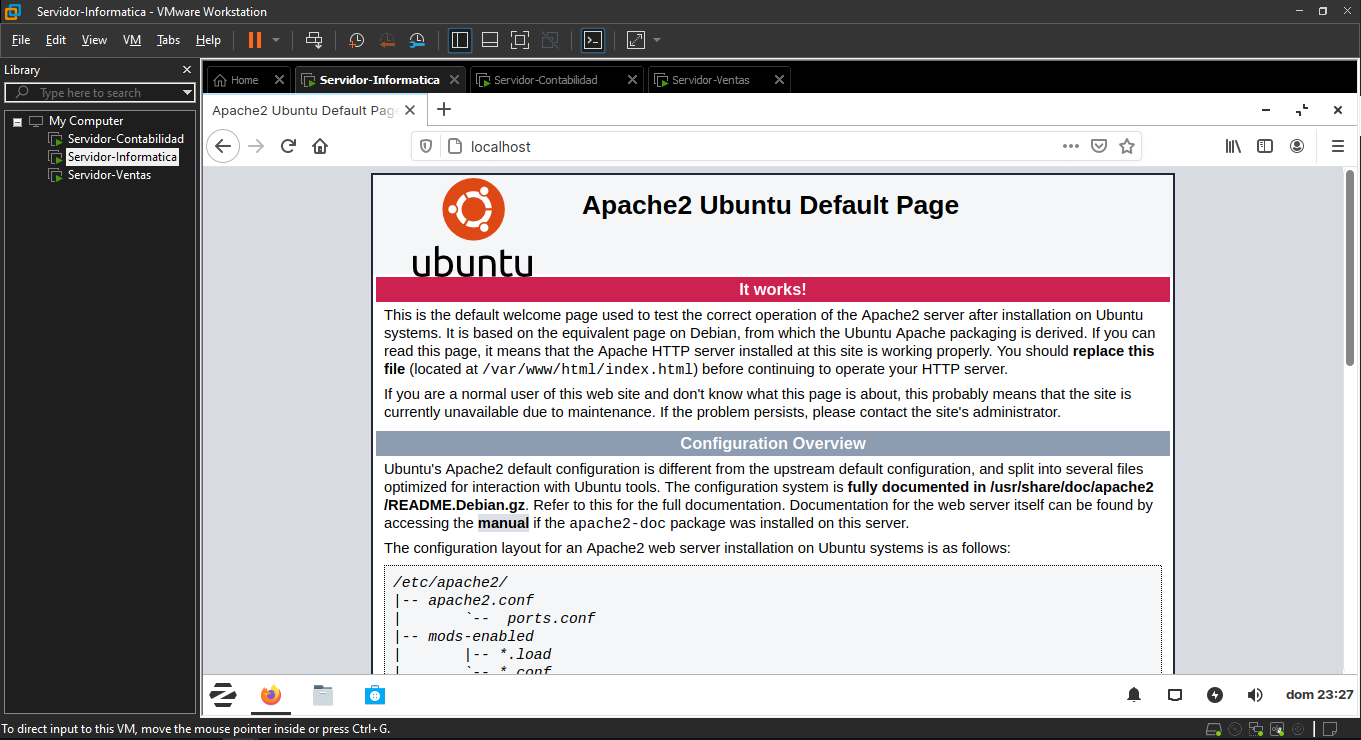 Servidor-Informatica - VMware Workstation
File Edit View VM Tabs Help
Library
Home Servidor-Informatica Servidor-Contabilidad Servidor-Ventas
Type here to search
My Computer
Servidor-Contabilidad
Servidor-Informatica
Servidor-Ventas
Apache2 Ubuntu Default Pag
localhost
ubuntu
Apache2 Ubuntu Default Page
It works!
This is the default welcome page used to test the correct operation of the Apache2 server after installation on Ubuntu
systems. It is based on the equivalent page on Debian, from which the Ubuntu Apache packaging is derived. If you can
read this page, it means that the Apache HTTP server installed at this site is working properly. You should replace this
file (located at /var/www/html/index.html) before continuing to operate your HTTP server.
If you are a normal user of this web site and don't know what this page is about, this probably means that the site is
currently unavailable due to maintenance. If the problem persists, please contact the site's administrator.
Configuration Overview
Ubuntu's Apache2 default configuration is different from the upstream default configuration, and split into several files
optimized for interaction with Ubuntu tools. The configuration system is fully documented in /usr/share/doc/apache2
/README.Debian.gz. Refer to this for the full documentation. Documentation for the web server itself can be found by
accessing the manual if the apache2-doc package was installed on this server.
The configuration layout for an Apache2 web server installation on Ubuntu systems is as follows:
/etc/apache2/
|-- apache2.conf
|       `--  ports.conf
|-- mods-enabled
|       |-- *.load
|       `-- *.conf
dom 23:27
To direct input to this VM, move the mouse pointer inside or press Ctrl+G.